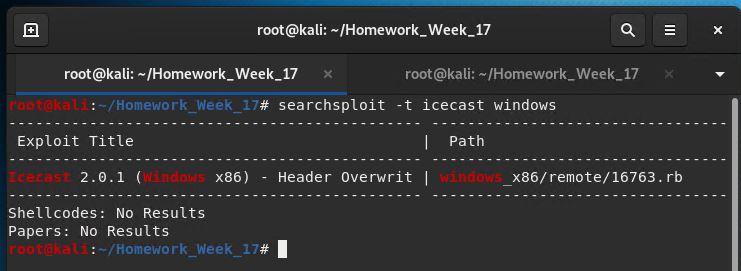 root@kali: ~/Homework_Week_17
root@kali: ~/Homework_Week_17 × root@kali: ~/Homework_Week_17 ×
root@kali:~/Homework_Week_17# searchsploit -t icecast windows
---------------------------------------------- ---------------------------------
Exploit Title | Path
---------------------------------------------- ---------------------------------
Icecast 2.0.1 (Windows x86) - Header Overwrit | windows_x86/remote/16763.rb
---------------------------------------------- ---------------------------------
Shellcodes: No Results
Papers: No Results
root@kali:~/Homework_Week_17#